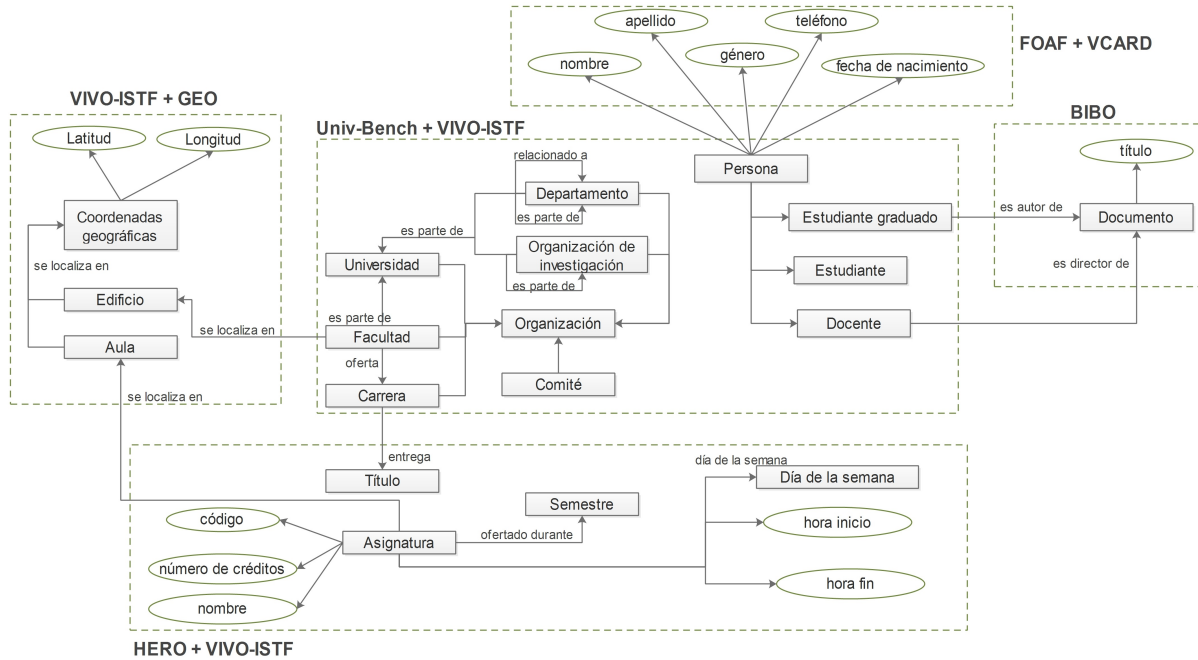 apellido
teléfono
FOAF + VCARD
nombre
género
fecha de nacimiento
VIVO-ISTF + GEO
Latitud
Longitud
Coordenadas
geográficas
se localiza en
Edificio
Aula
se localiza en
se localiza en
Univ-Bench + VIVO-ISTF
relacionado a
Departamento
es parte de
es parte de
Organización de
investigación
es parte de
Universidad
es parte de
Facultad
Organización
oferta
Carrera
Comité
Persona
Estudiante graduado
Estudiante
Docente
BIBO
título
es autor de
Documento
es director de
entrega
Título
día de la semana
Día de la semana
Semestre
código
ofertado durante
hora inicio
Asignatura
número de créditos
hora fin
nombre
HERO + VIVO-ISTF